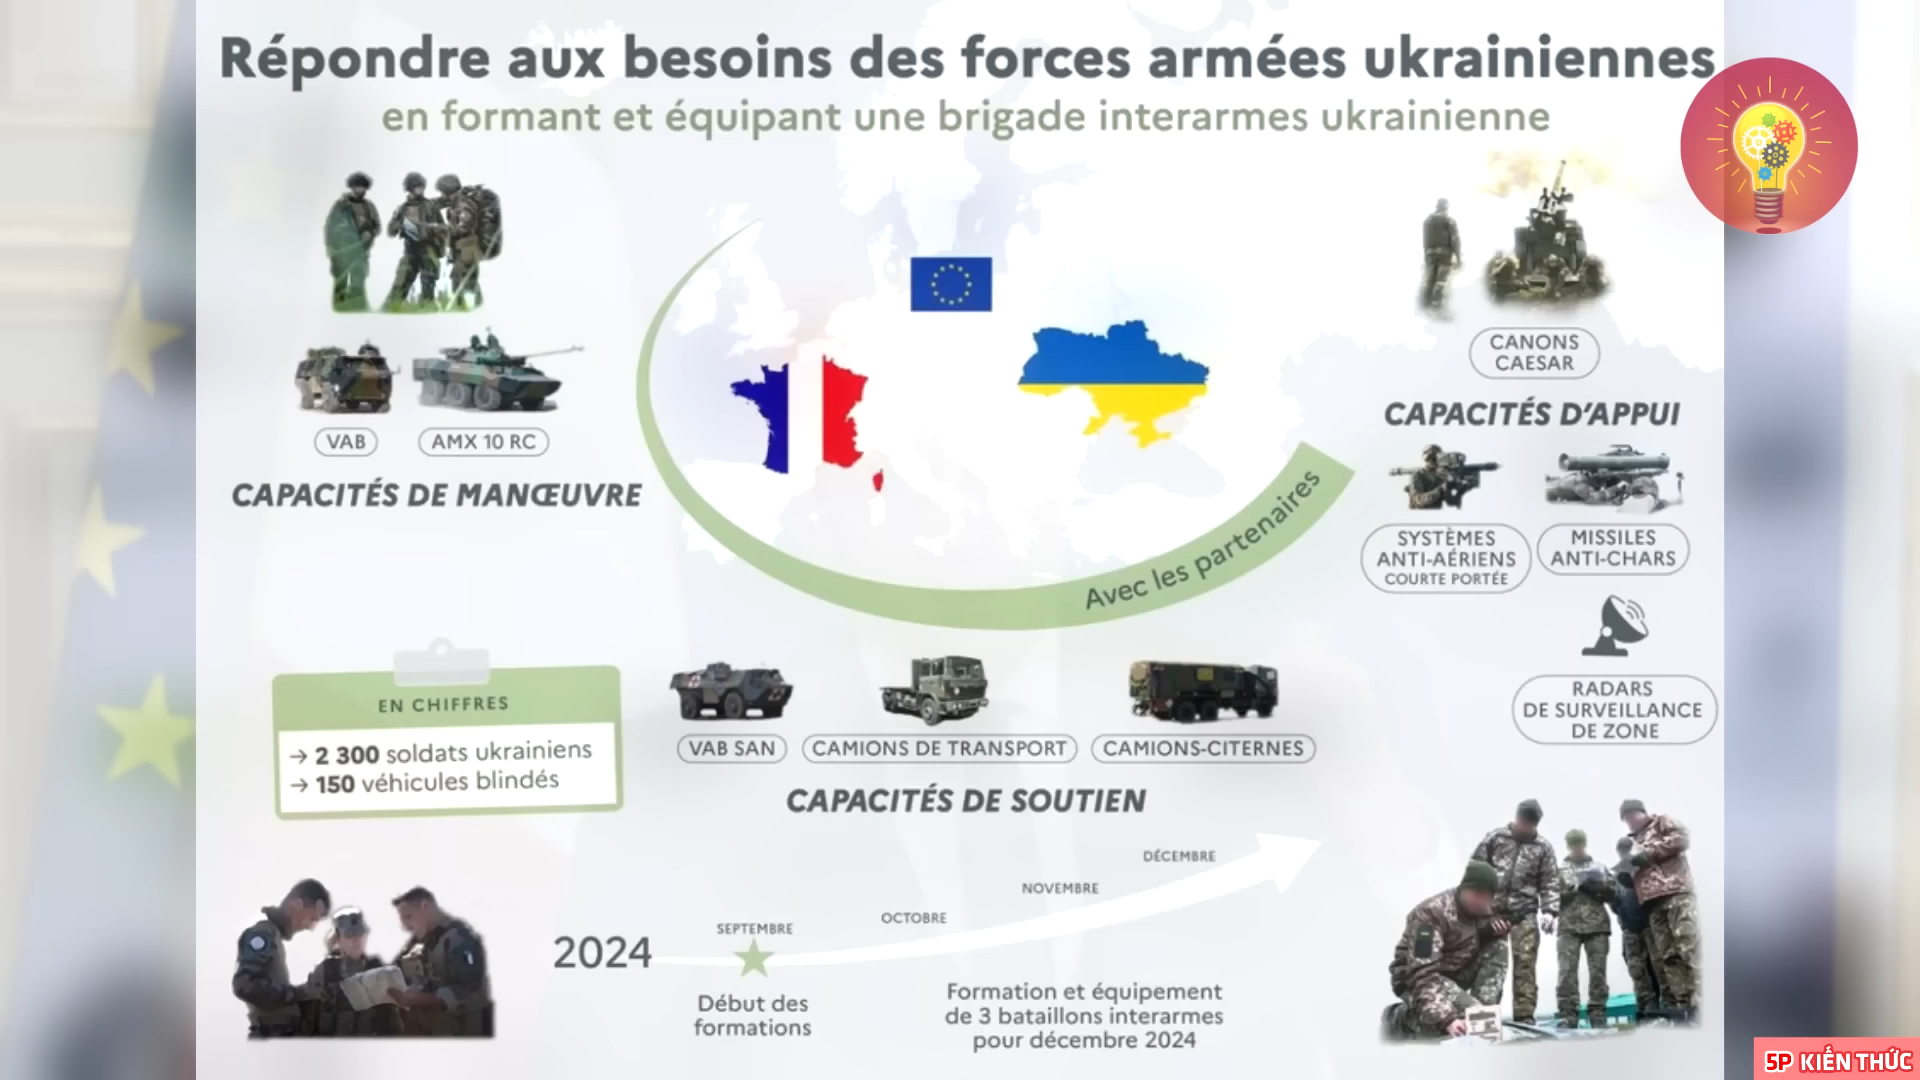 Répondre aux besoins des forces armées ukrainiennes
en formant et équipant une brigade interarmes ukrainienne
VAB
AMX 10 RC
CAPACITÉS DE MANŒUVRE
CANONS
CAESAR
CAPACITÉS D'APPUI
SYSTÈMES
ANTI-AÉRIENS
COURTE PORTÉE
MISSILES
ANTI-CHARS
RADARS
DE SURVEILLANCE
DE ZONE
Avec les partenaires
EN CHIFFRES
→ 2 300 soldats ukrainiens
→ 150 véhicules blindés
VAB SAN
CAMIONS DE TRANSPORT
CAMIONS-CITERNES
CAPACITÉS DE SOUTIEN
2024
SEPTEMBRE
OCTOBRE
NOVEMBRE
DÉCEMBRE
Début des
formations
Formation et équipement
de 3 bataillons interarmes
pour décembre 2024
5P KIẾN THỨC